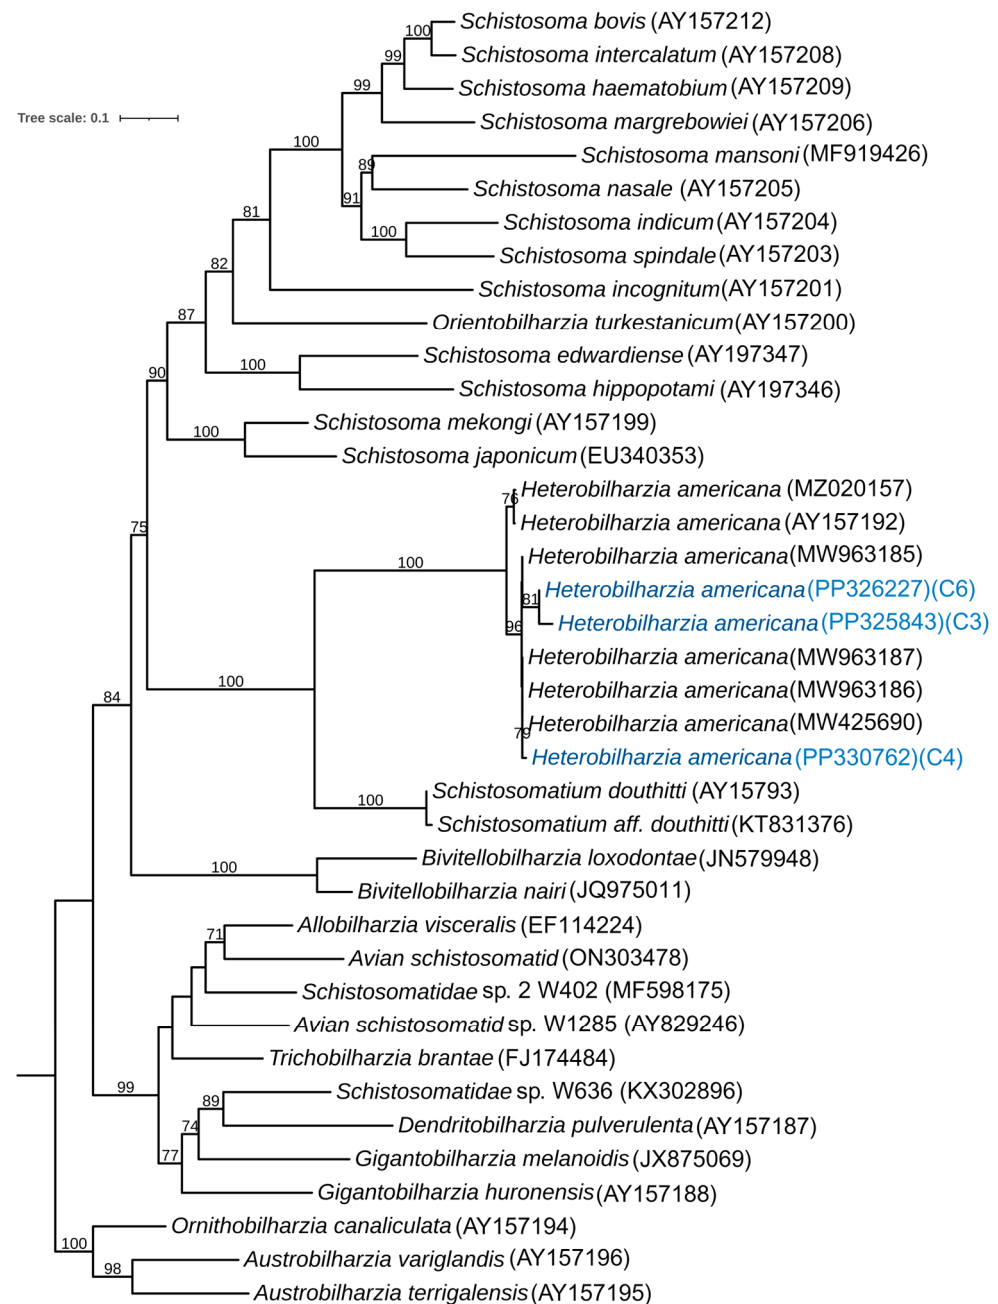 100 Schistosoma bovis (AY157212)
99 Schistosoma intercalatum (AY157208)
99 Schistosoma haematobium (AY157209)
Tree scale: 0.1
Schistosoma margrebowiei (AY157206)
100 Schistosoma mansoni (MF919426)
89 Schistosoma nasale (AY157205)
91
81 Schistosoma indicum (AY157204)
100 Schistosoma spindale (AY157203)
82 Schistosoma incognitum (AY157201)
87 Orientobilharzia turkestanicum (AY157200)
100 Schistosoma edwardiense (AY197347)
90 Schistosoma hippopotami (AY197346)
100 Schistosoma mekongi (AY157199)
Schistosoma japonicum (EU340353)
76 Heterobilharzia americana (MZ020157)
75 Heterobilharzia americana (AY157192)
100 Heterobilharzia americana (MW963185)
81 Heterobilharzia americana (PP326227)(C6)
96 Heterobilharzia americana (PP325843)(C3)
Heterobilharzia americana (MW963187)
100 Heterobilharzia americana (MW963186)
84
79 Heterobilharzia americana (MW425690)
Heterobilharzia americana (PP330762)(C4)
100 Schistosomatium douthitti (AY15793)
Schistosomatium aff. douthitti (KT831376)
100 Bivitellobilharzia loxodontae (JN579948)
Bivitellobilharzia nairi (JQ975011)
71 Allobilharzia visceralis (EF114224)
Avian schistosomatid (ON303478)
Schistosomatidae sp. 2 W402 (MF598175)
Avian schistosomatid sp. W1285 (AY829246)
Trichobilharzia brantae (FJ174484)
99 Schistosomatidae sp. W636 (KX302896)
89
74 Dendritobilharzia pulverulenta (AY157187)
77 Gigantobilharzia melanoidis (JX875069)
Gigantobilharzia huronensis (AY157188)
100 Ornithobilharzia canaliculata (AY157194)
98 Austrobilharzia variglandis (AY157196)
Austrobilharzia terrigalensis (AY157195)